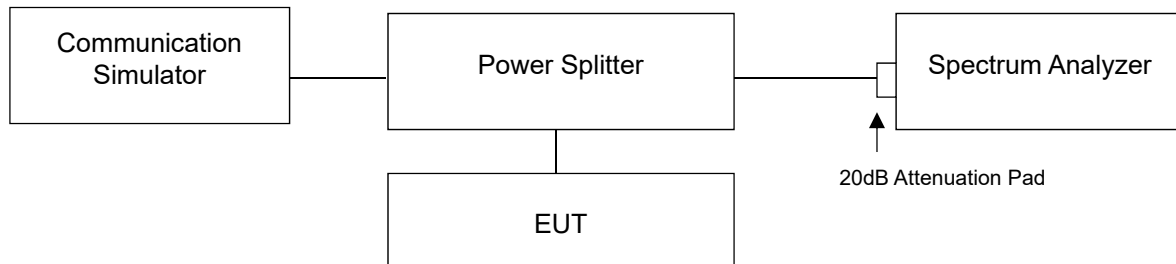 Communication
Simulator
Power Splitter
Spectrum Analyzer
20dB Attenuation Pad
EUT